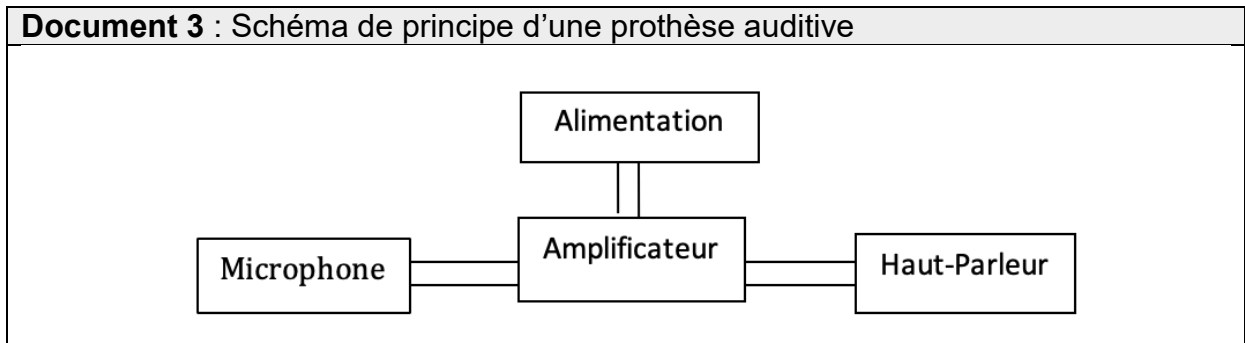 Document 3 : Schéma de principe d’une prothèse auditive
Alimentation
Microphone
Amplificateur
Haut-Parleur